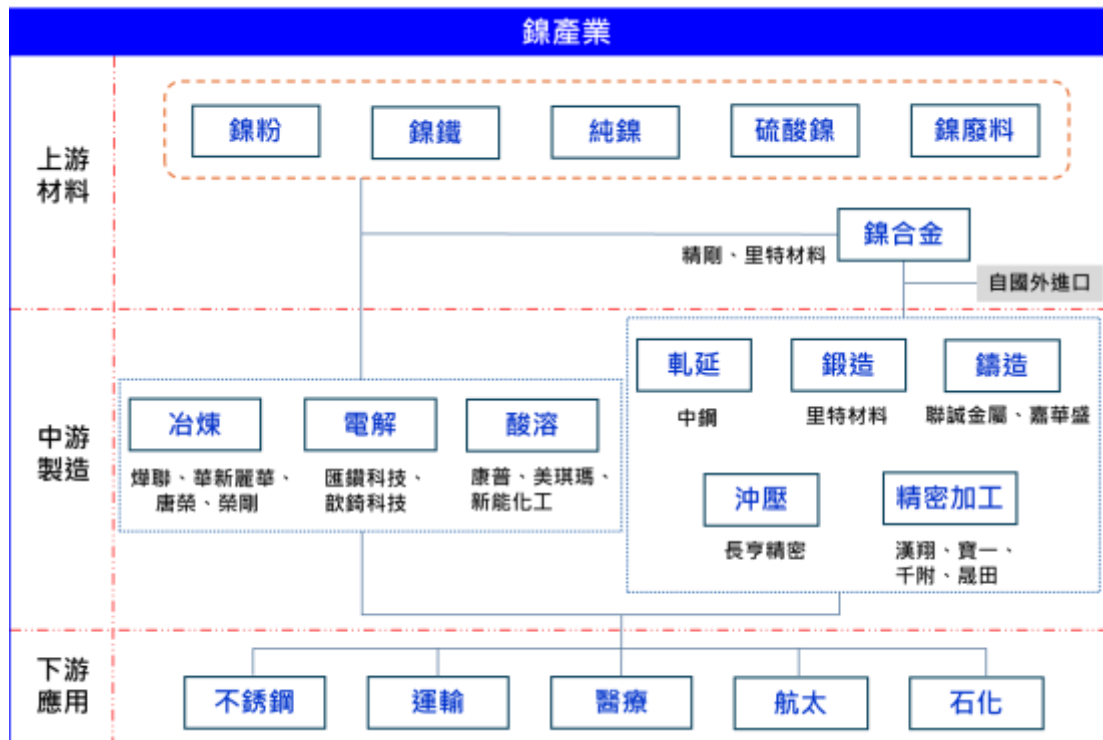 鎳產業
上游
材料
鎳粉
鎳鐵
純鎳
硫酸鎳
鎳廢料
鎳合金
精剛、里特材料
自國外進口
中游
製造
冶煉
燁聯、華新麗華、
唐榮、榮剛
電解
匯鑽科技、
歆錡科技
酸溶
康普、美琪瑪、
新能化工
軋延
中鋼
鍛造
里特材料
鑄造
聯誠金屬、嘉華盛
沖壓
長亨精密
精密加工
漢翔、寶一、
千附、晟田
下游
應用
不銹鋼
運輸
醫療
航太
石化